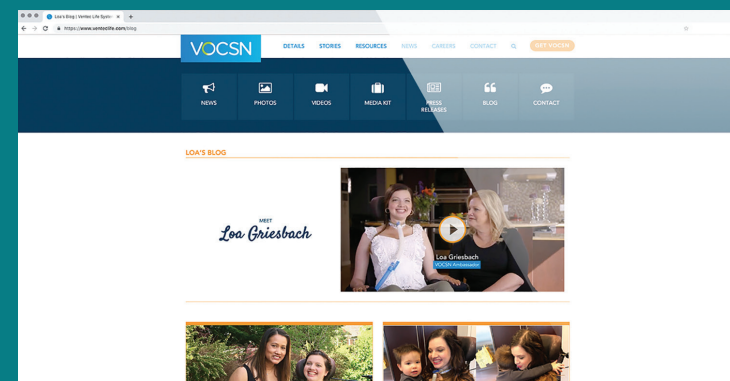 Loa's Blog | Ventec Life System
https://www.venteclife.com/blog
VOCSN
DETAILS STORIES RESOURCES NEWS CAREERS CONTACT GET VOCSN
NEWS PHOTOS VIDEOS MEDIA KIT PRESS RELEASES BLOG CONTACT
LOA'S BLOG
MEET
Loa Griesbach
Loa Griesbach
VOCSN Ambassador